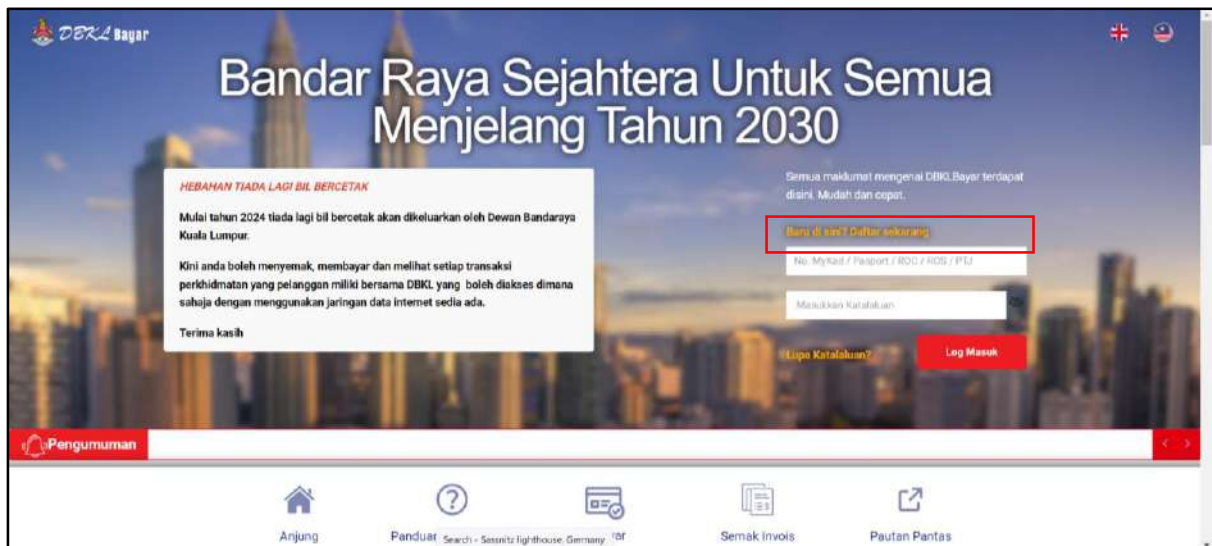 DBKL Bayar
Bandar Raya Sejahtera Untuk Semua
Menjelang Tahun 2030
HEBAHAN TIADA LAGI BIL BERCETAK
Mulai tahun 2024 tiada lagi bil bercetak akan dikeluarkan oleh Dewan Bandaraya
Kuala Lumpur.
Kini anda boleh menyemak, membayar dan melihat setiap transaksi
perkhidmatan yang pelanggan miliki bersama DBKL yang boleh diakses dimana
sahaja dengan menggunakan jaringan data internet sedia ada.
Terima kasih
Semua maklumat mengenai DBKLBayar terdapat
disini. Mudah dan cepat.
Baru di sini? Daftar sekarang
No. MyKad / Pasport / ROC / ROS / PTJ
Masukkan Katalaluan
Lupa Katalaluan?
Log Masuk
Pengumuman
Anjung
Panduan
Semak Invois
Pautan Pantas
Search - Sassnitz lighthouse, Germany